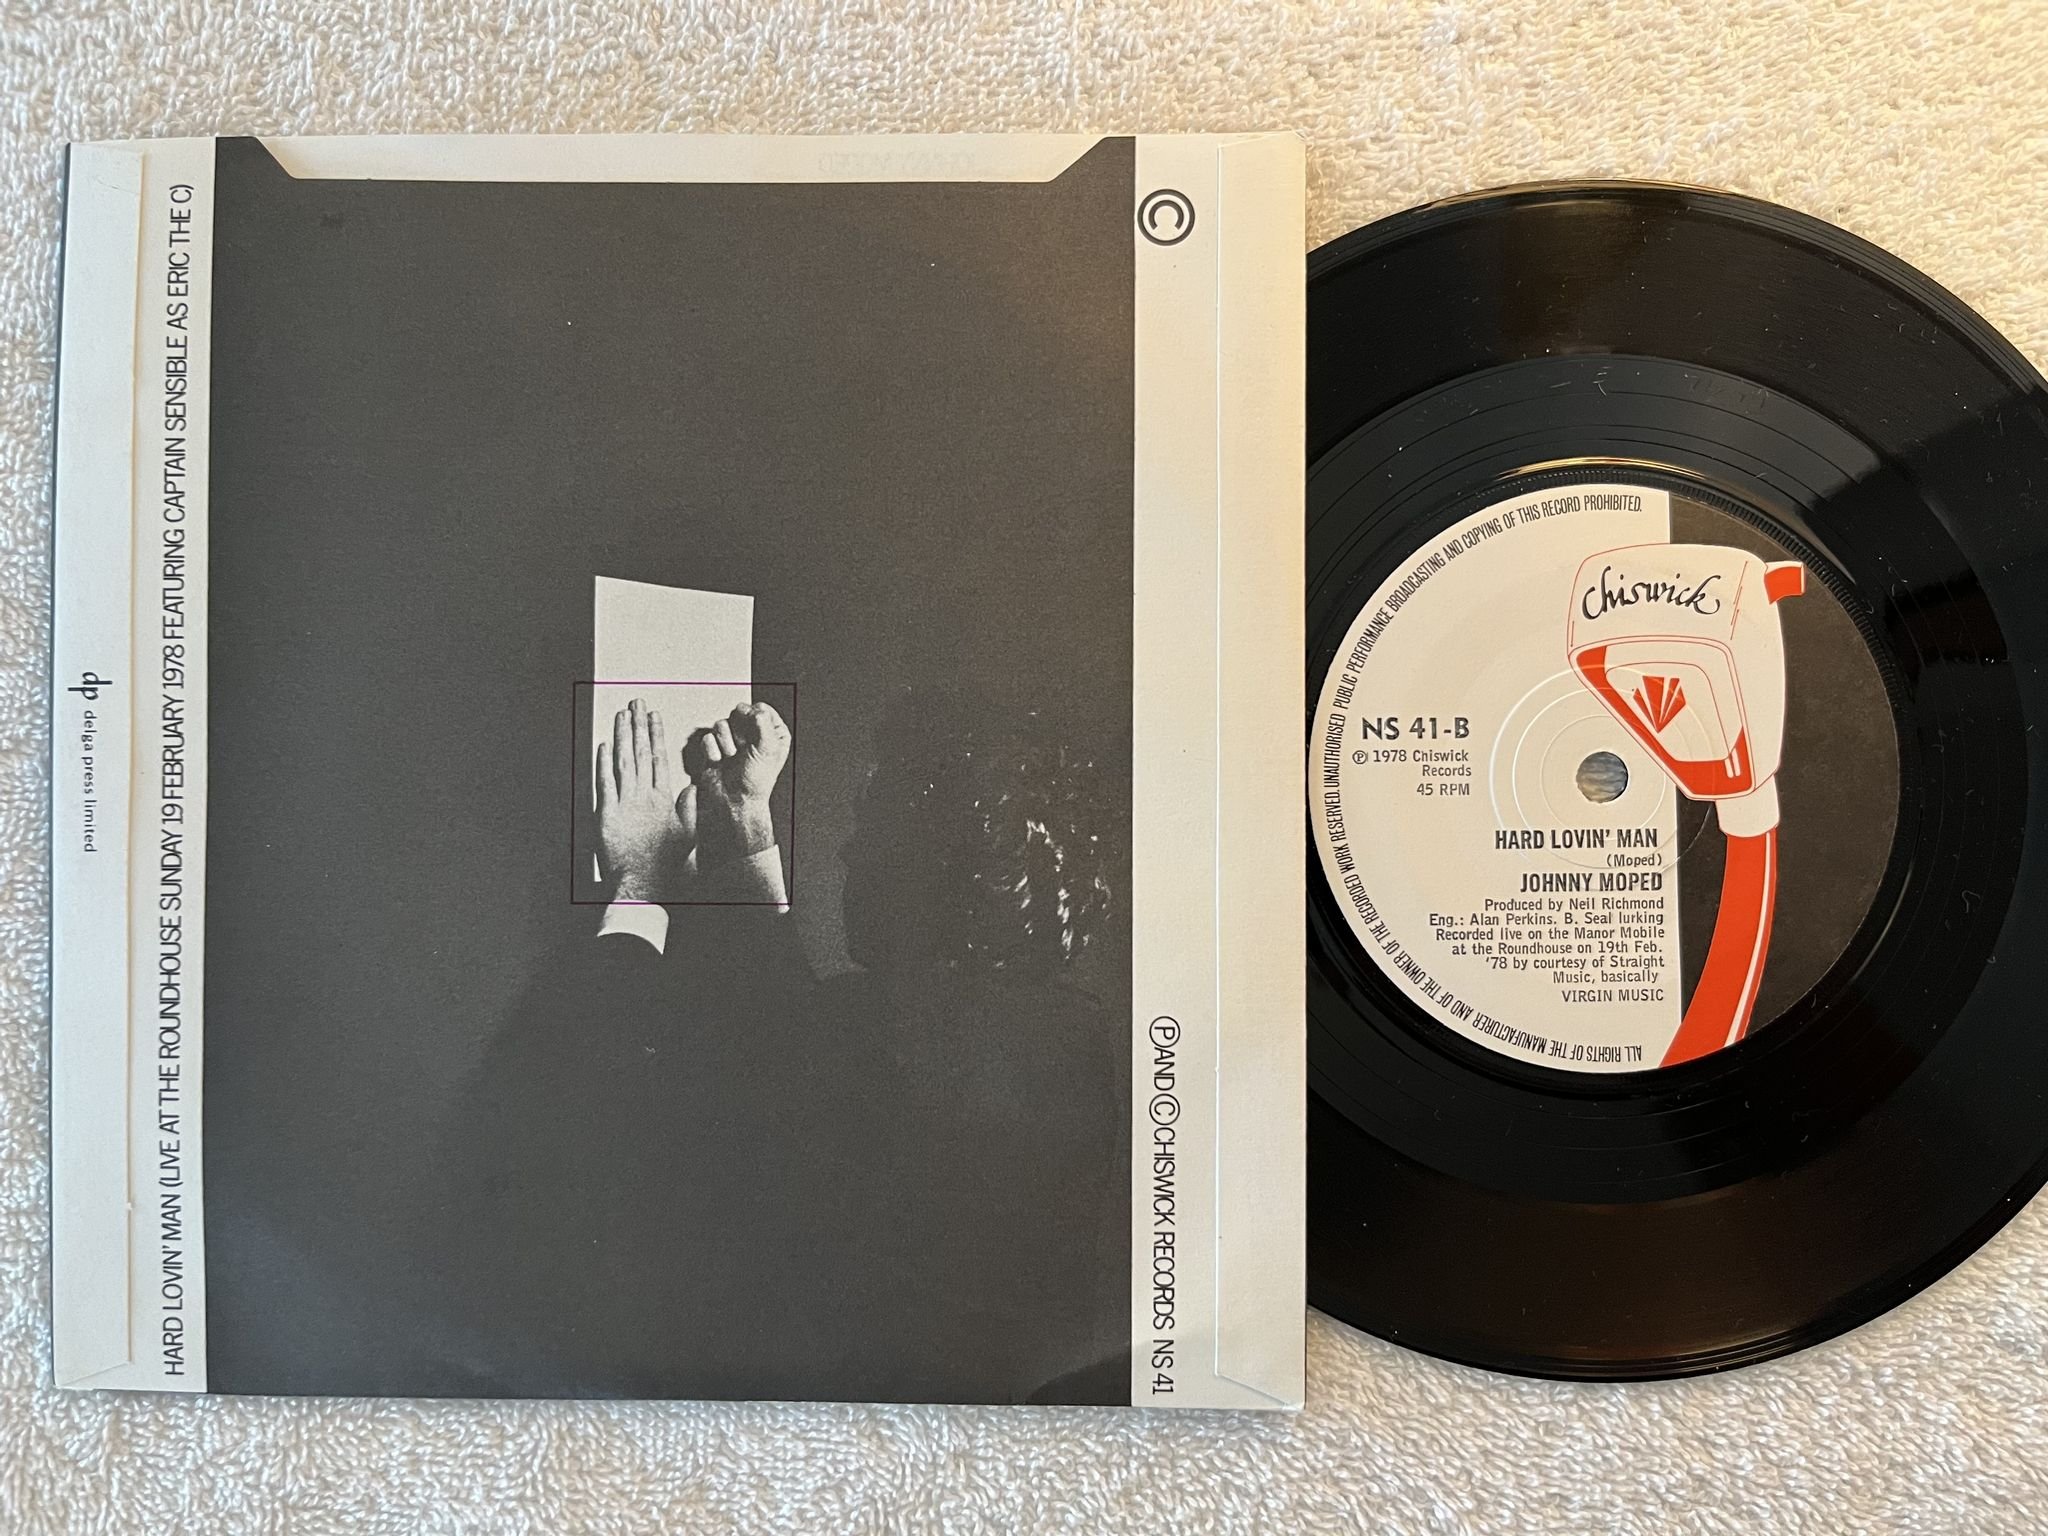 dp delga press limited
HARD LOVIN' MAN (LIVE AT THE ROUNDHOUSE SUNDAY 19 FEBRUARY 1978 FEATURING CAPTAIN SENSIBLE AS ERIC THE C)
©
Ⓟ AND © CHISWICK RECORDS NS 41
ALL RIGHTS OF THE MANUFACTURER AND OF THE OWNER OF THE RECORDED WORK RESERVED. UNAUTHORISED PUBLIC PERFORMANCE BROADCASTING AND COPYING OF THIS RECORD PROHIBITED.
Chiswick
NS 41-B
Ⓟ 1978 Chiswick
Records
45 RPM
HARD LOVIN' MAN
(Moped)
JOHNNY MOPED
Produced by Neil Richmond
Eng.: Alan Perkins. B. Seal lurking
Recorded live on the Manor Mobile
at the Roundhouse on 19th Feb.
'78 by courtesy of Straight
Music, basically
VIRGIN MUSIC